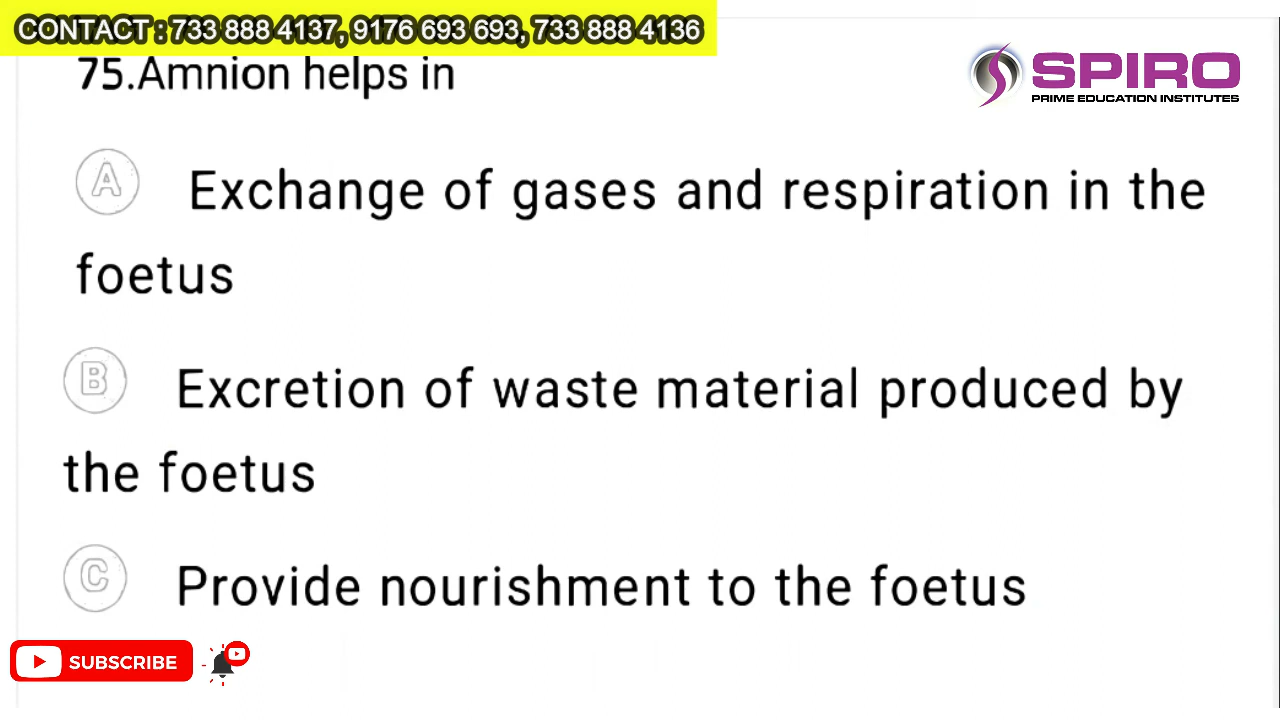 CONTACT : 733 888 4137, 9176 693 693, 733 888 4136
75.Amnion helps in
SPIRO
PRIME EDUCATION INSTITUTES
A Exchange of gases and respiration in the
foetus
B Excretion of waste material produced by
the foetus
C Provide nourishment to the foetus
SUBSCRIBE